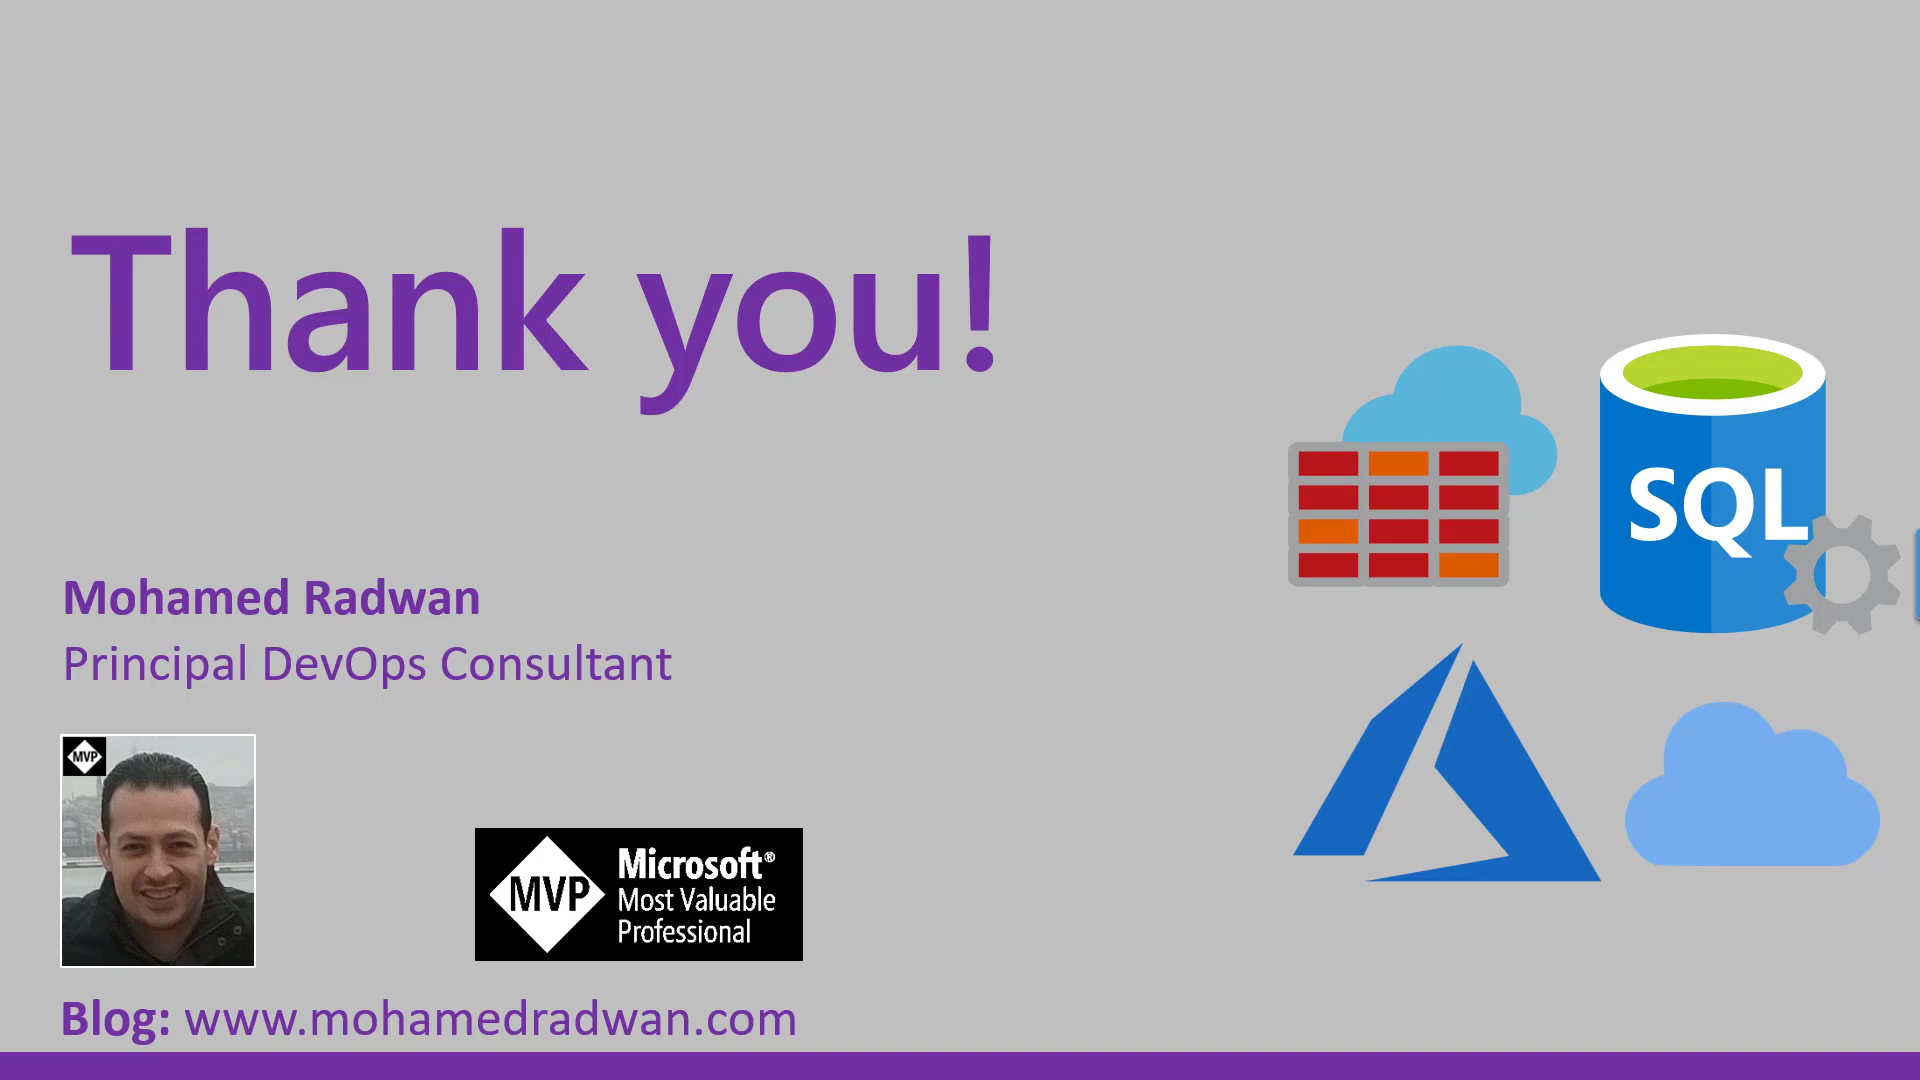 Thank you!
SQL
Mohamed Radwan
Principal DevOps Consultant
MVP
MVP
Microsoft®
Most Valuable
Professional
Blog: www.mohamedradwan.com